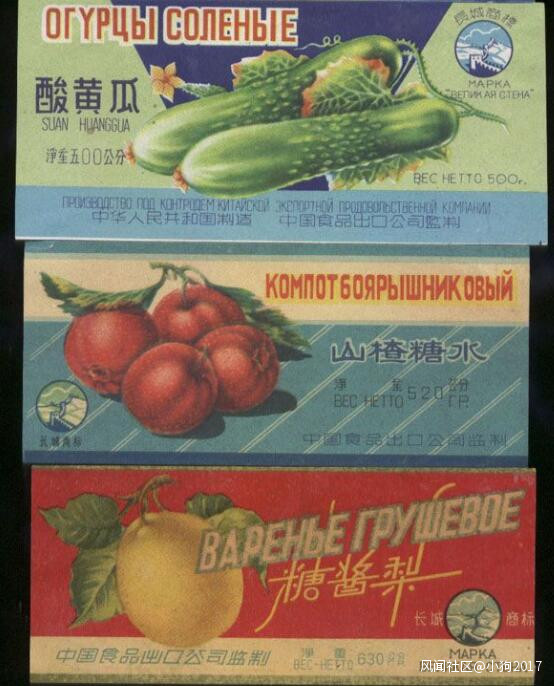 ОГУРЦЫ СОЛЕНЫЕ
長城商標
МАРКА
"ВЕЛИКАЯ СТЕНА"
酸黄瓜
SUAN HUANGGUA
淨重五00公分
ВЕС НЕТТО 500г.
ПРОИЗВОДСТВО ПОД КОНТРОЛЕМ КИТАЙСКОЙ ЭКСПОРТНОЙ ПРОДОВОЛЬСТВЕННОЙ КОМПАНИИ
中华人民共和国制造 中国食品出口公司监制
КОМПОТ БОЯРЫШНИКОВЫЙ
山楂糖水
淨重 520 公分
ВЕС НЕТТО ГР.
长城商标
中国食品出口公司监制
ВАРЕНЬЕ ГРУШЕВОЕ
糖醬梨
长城 商标
МАРКА
中国食品出口公司监制
淨重 630
ВЕС-НЕТТО
风闻社区@小狗2017